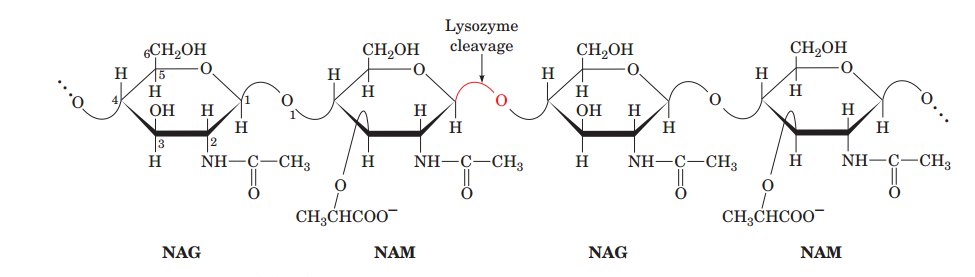 Lysozyme
cleavage
6CH₂OH CH₂OH CH₂OH CH₂OH
H 5 O H O H O H O
H H H H
O 4 1 O O O O
OH H 1 H OH H H
H H H H
3 2
H NH—C—CH₃ H NH—C—CH₃ H NH—C—CH₃ H NH—C—CH₃
O O O O O O
CH₃CHCOO⁻ CH₃CHCOO⁻
NAG NAM NAG NAM